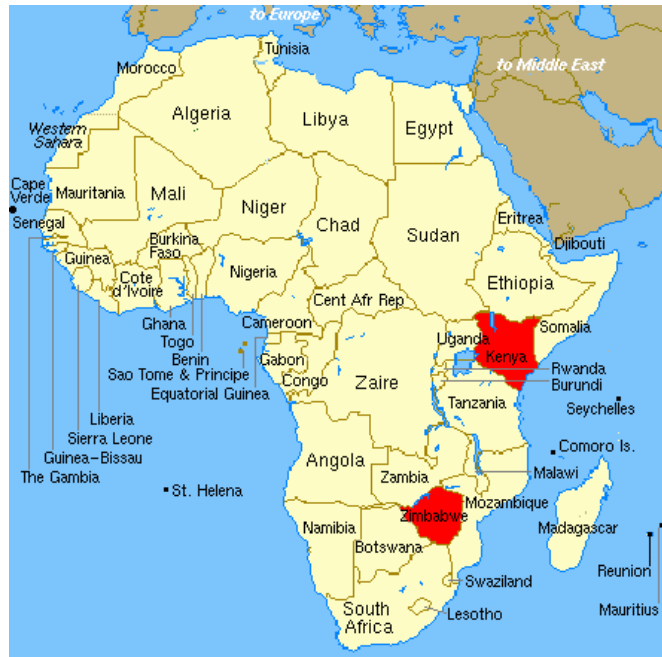 to Europe
to Middle East
Tunisia
Morocco
Algeria
Libya
Egypt
Western
Sahara
Cape
Verde
Mauritania
Mali
Niger
Chad
Sudan
Eritrea
Djibouti
Senegal
Guinea
Burkina
Faso
Cote
d'Ivoire
Nigeria
Ethiopia
Cent Afr Rep
Somalia
Ghana
Togo
Benin
Sao Tome & Principe
Equatorial Guinea
Cameroon
Gabon
Congo
Zaire
Uganda
Kenya
Rwanda
Burundi
Tanzania
Seychelles
Liberia
Sierra Leone
Guinea-Bissau
The Gambia
St. Helena
Angola
Zambia
Comoro Is.
Malawi
Mozambique
Zimbabwe
Madagascar
Namibia
Botswana
Swaziland
Lesotho
South
Africa
Reunion
Mauritius